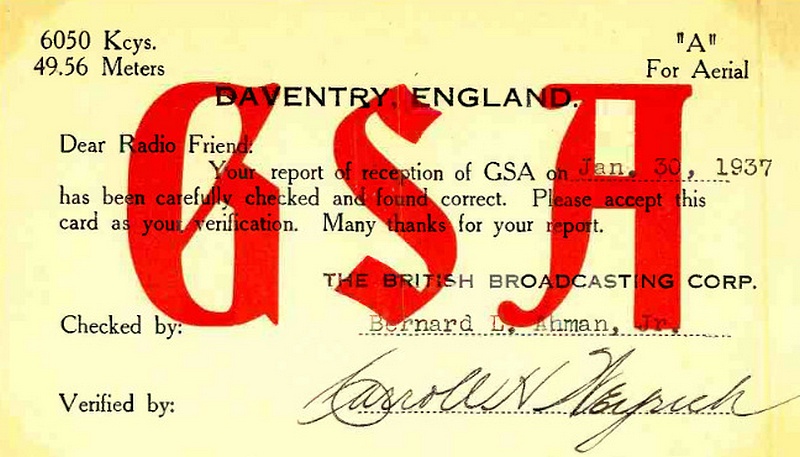 6050 Kcys.
49.56 Meters
"A"
For Aerial
GSA
DAVENTRY, ENGLAND.
Dear Radio Friend:
Your report of reception of GSA on Jan. 30, 1937
has been carefully checked and found correct. Please accept this
card as your verification. Many thanks for your report.
THE BRITISH BROADCASTING CORP.
Checked by: Bernard L. Ahman, Jr.
Verified by: Carroll H Weyrich